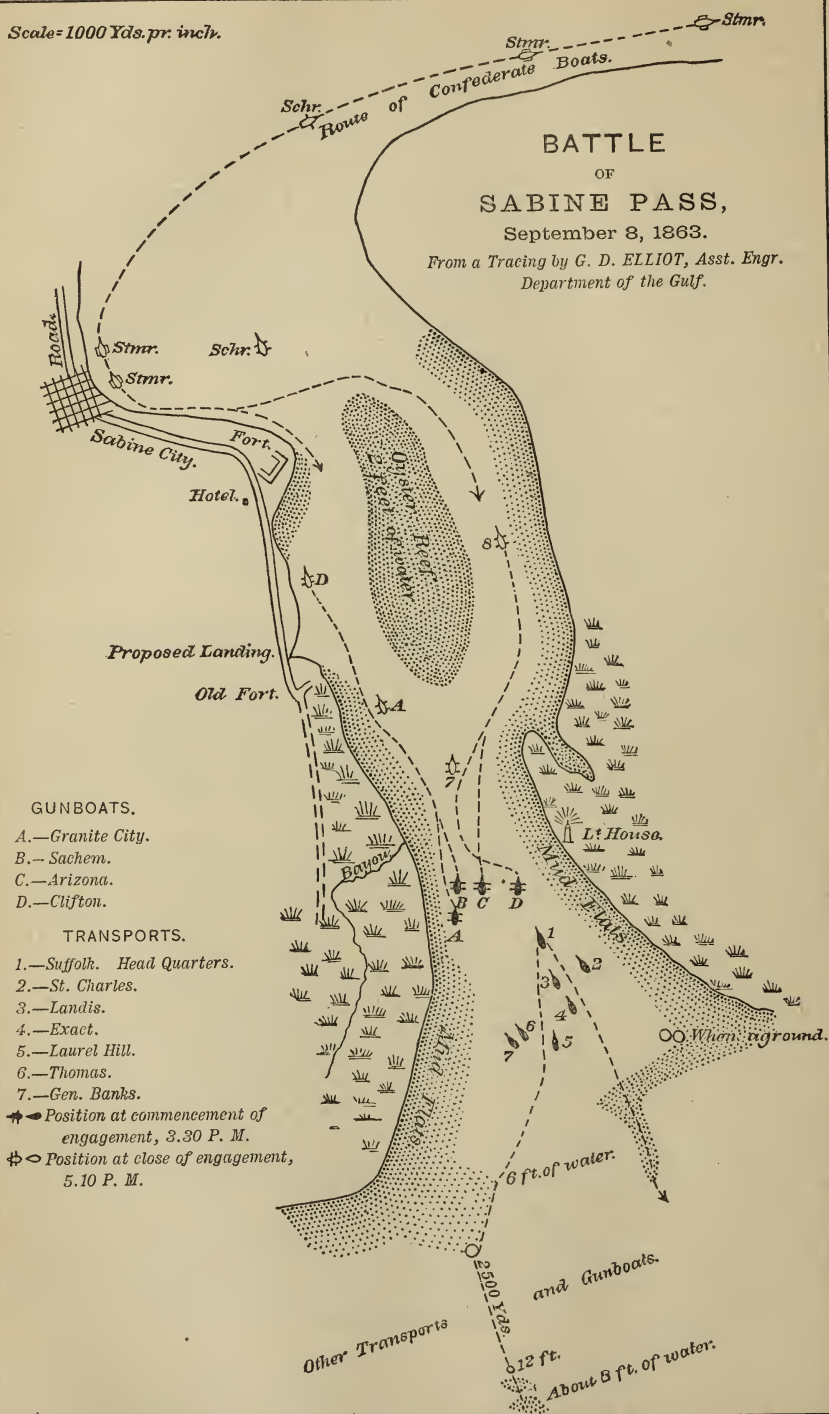 Scale=1000 Yds. pr. inch.
Stmr.
Stmr.
Schr.
Route of Confederate Boats.
BATTLE
OF
SABINE PASS,
September 8, 1863.
From a Tracing by G. D. ELLIOT, Asst. Engr.
Department of the Gulf.
Road.
Stmr.
Schr.
Stmr.
Sabine City.
Fort.
Hotel.
Oyster Reef
2 feet of water
8
D
Proposed Landing.
Old Fort.
A
7
GUNBOATS.
A.—Granite City.
B.—Sachem.
C.—Arizona.
D.—Clifton.
Lt. House.
Bayou
Mud Flats
B C D
A
TRANSPORTS.
1.—Suffolk. Head Quarters.
2.—St. Charles.
3.—Landis.
4.—Exact.
5.—Laurel Hill.
6.—Thomas.
7.—Gen. Banks.
Position at commencement of
engagement, 3.30 P. M.
Position at close of engagement,
5.10 P. M.
1
2
3
4
5
6
7
When aground.
Mud Flats
6 ft. of water.
2500 Yds.
Other Transports and Gunboats.
12 ft.
About 8 ft. of water.